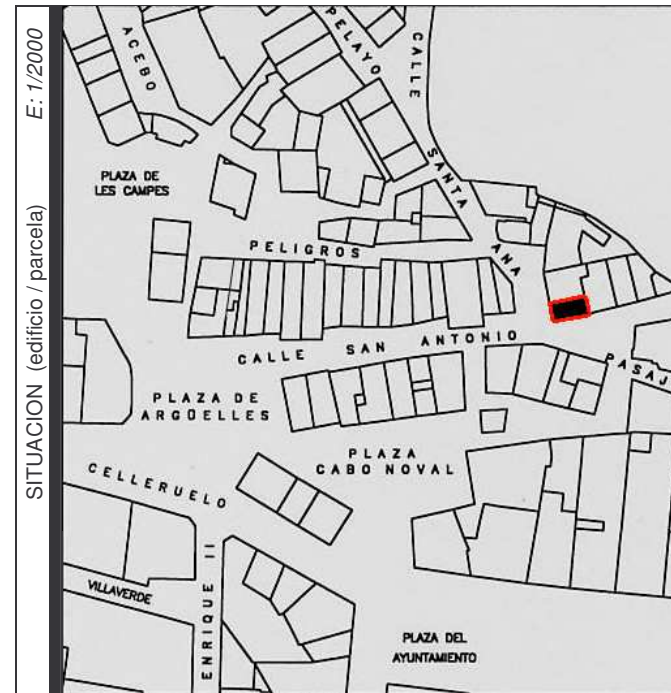 SITUACION (edificio / parcela) E: 1/2000
ACEBO
PELAYO
CALLE
SANTA ANA
PLAZA DE
LES CAMPES
PELIGROS
CALLE SAN ANTONIO
PASAJ
PLAZA DE
ARGÜELLES
PLAZA
CABO NOVAL
CELLERUELO
VILLAVERDE
ENRIQUE II
PLAZA DEL
AYUNTAMIENTO